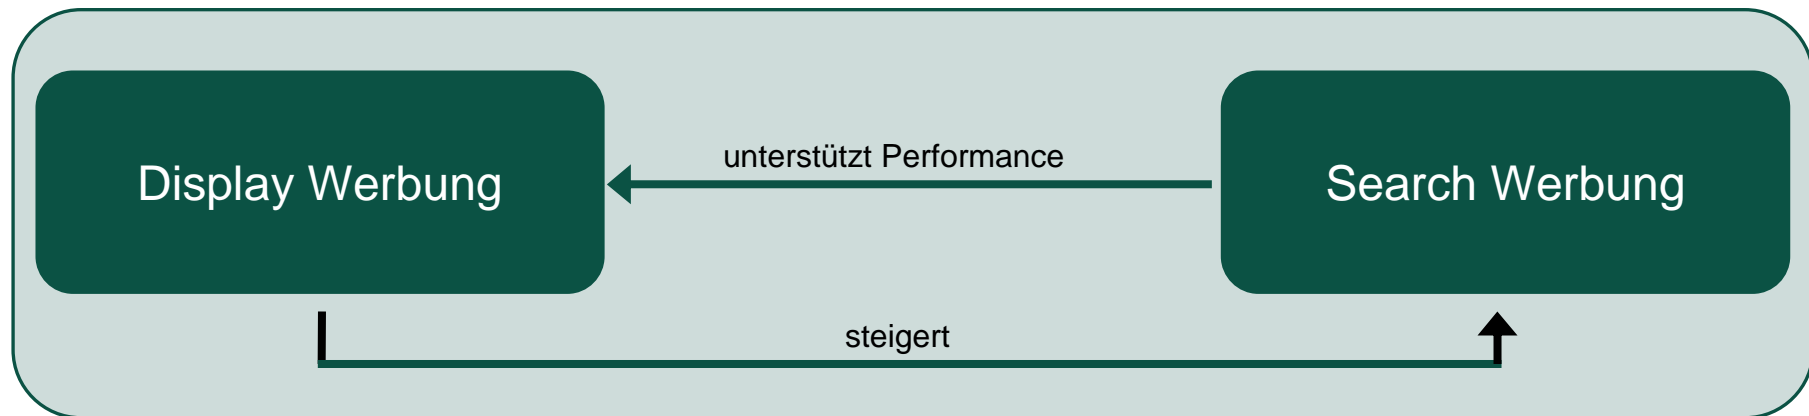 unterstützt Performance
Display Werbung
Search Werbung
steigert